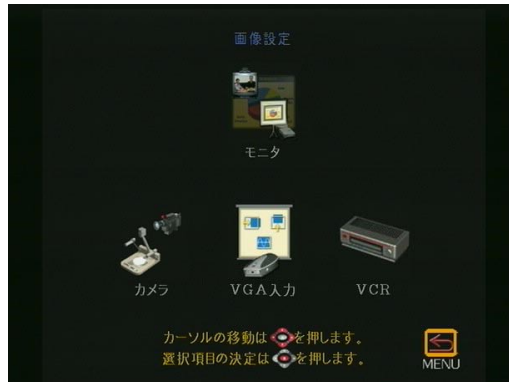 画像設定
モニタ
カメラ
VGA入力
VCR
カーソルの移動はを押します。
選択項目の決定はを押します。
MENU